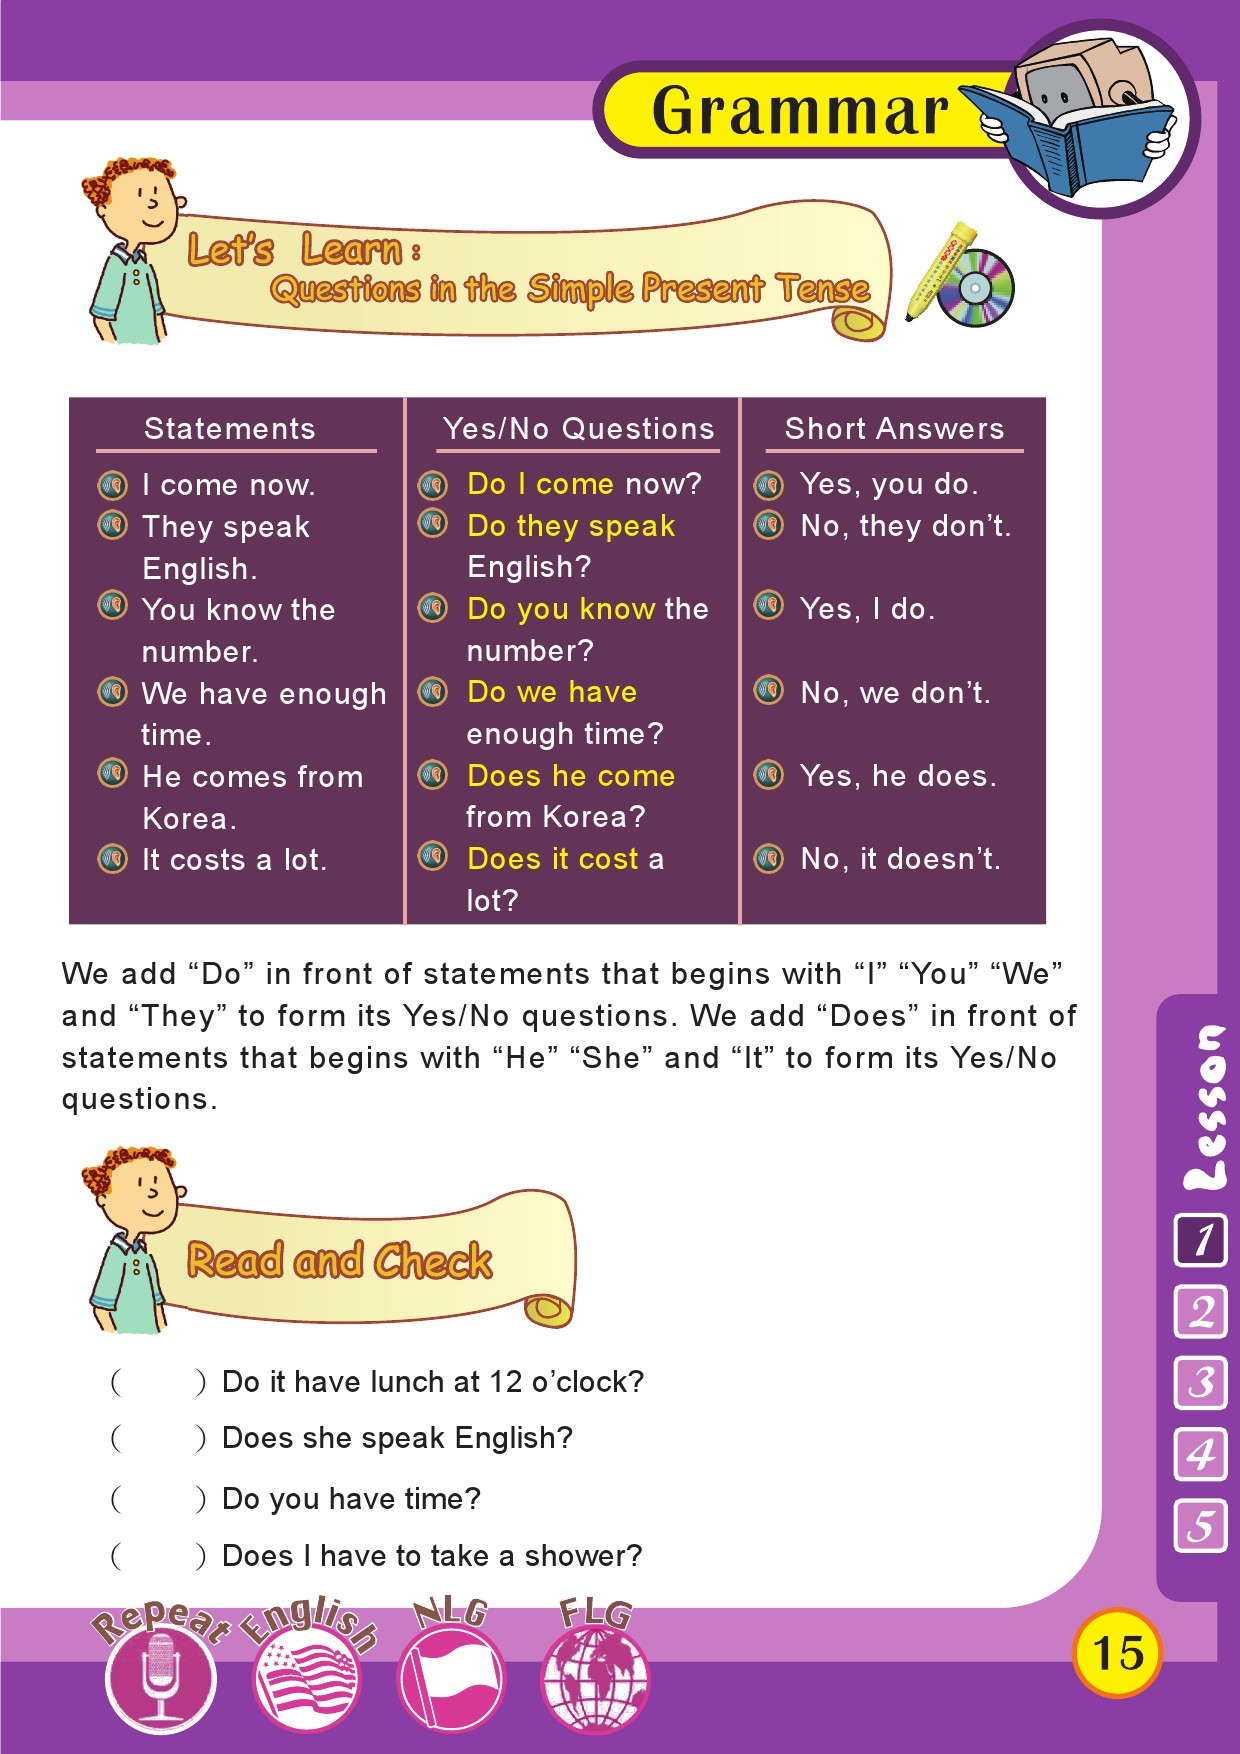 Grammar
Let's Learn :
Questions in the Simple Present Tense
Statements
I come now.
They speak
English.
You know the
number.
We have enough
time.
He comes from
Korea.
It costs a lot.
Yes/No Questions
Do I come now?
Do they speak
English?
Do you know the
number?
Do we have
enough time?
Does he come
from Korea?
Does it cost a
lot?
Short Answers
Yes, you do.
No, they don’t.
Yes, I do.
No, we don’t.
Yes, he does.
No, it doesn’t.
We add “Do” in front of statements that begins with “I” “You” “We”
and “They” to form its Yes/No questions. We add “Does” in front of
statements that begins with “He” “She” and “It” to form its Yes/No
questions.
Read and Check
(    ) Do it have lunch at 12 o’clock?
(    ) Does she speak English?
(    ) Do you have time?
(    ) Does I have to take a shower?
Lesson
1
2
3
4
5
Repeat
English
NLG
FLG
15